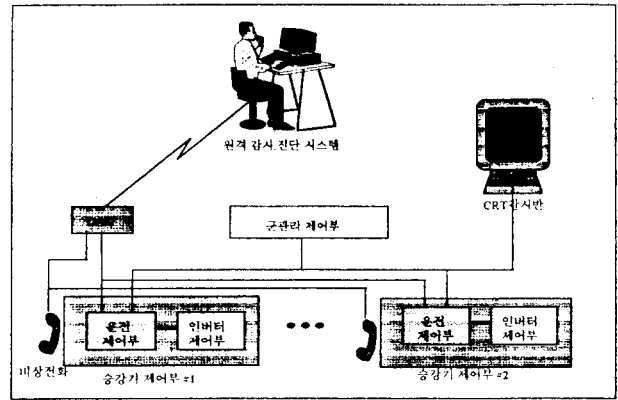 원격 감시.진단 시스템
CRT감시반
군관리 제어부
운전
제어부
인버터
제어부
운전
제어부
인버터
제어부
비상전화
승강기 제어부 #1
승강기 제어부 #2